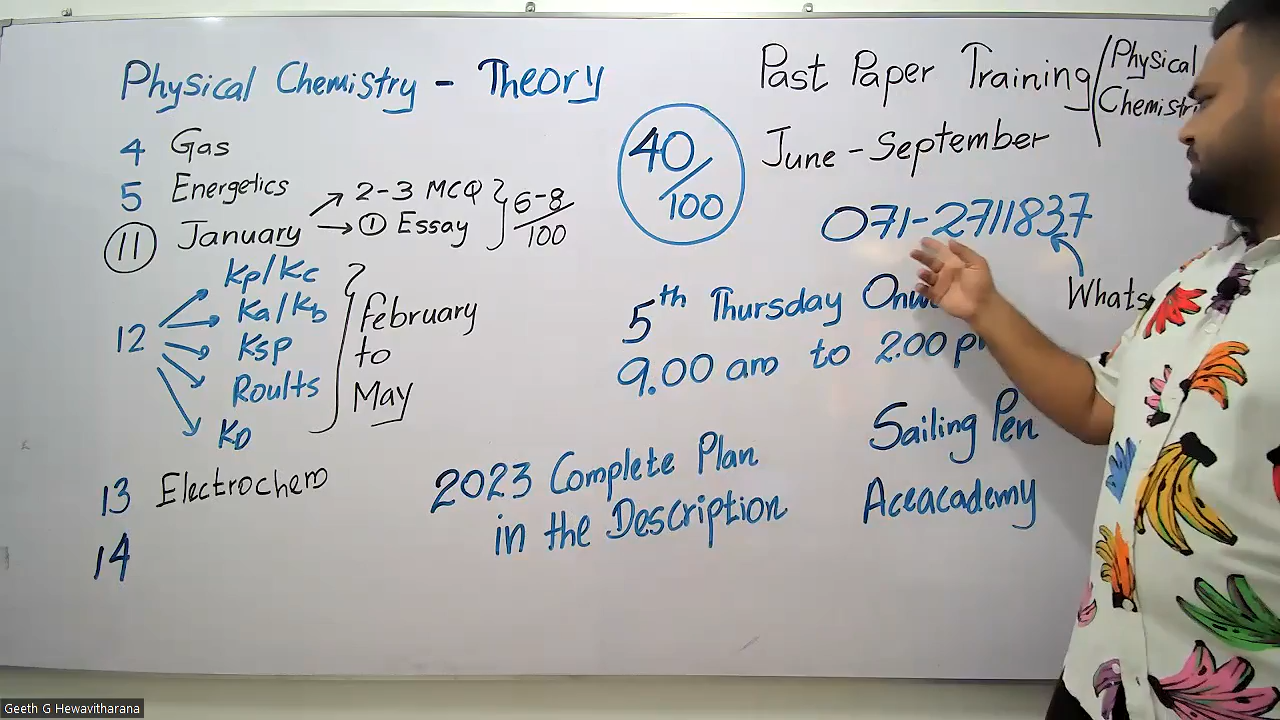 Physical Chemistry - Theory
4 Gas
5 Energetics
11 January
2-3 MCQ
1 Essay
6-8/100
12
Kp/Kc
Ka/Kb
Ksp
Roults
KD
February
to
May
13 Electrochem
14
40/100
Past Paper Training
Physical
June - September
071-2711837
5th Thursday
9.00 am to 2.00
2023 Complete Plan
in the Description
Sailing Pen
Aceacademy
Geeth G Hewavitharana